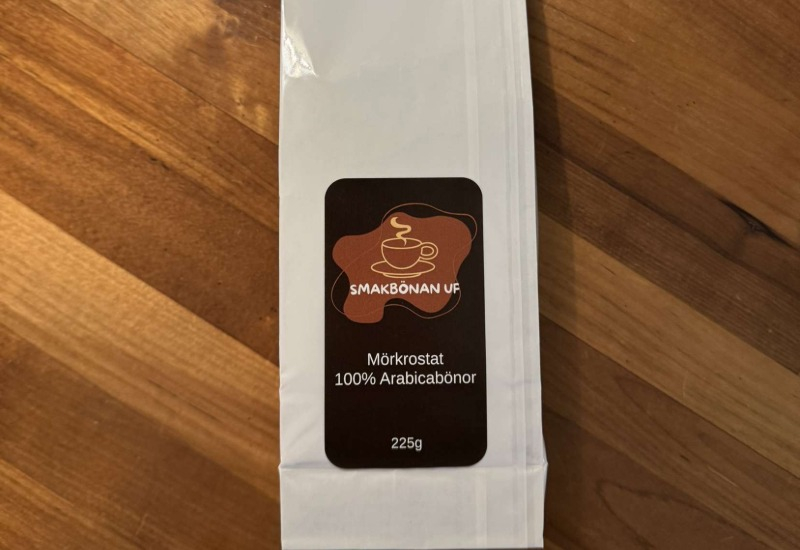 SMAKBÖNAN UF
Mörkrostat
100% Arabicabönor
225g